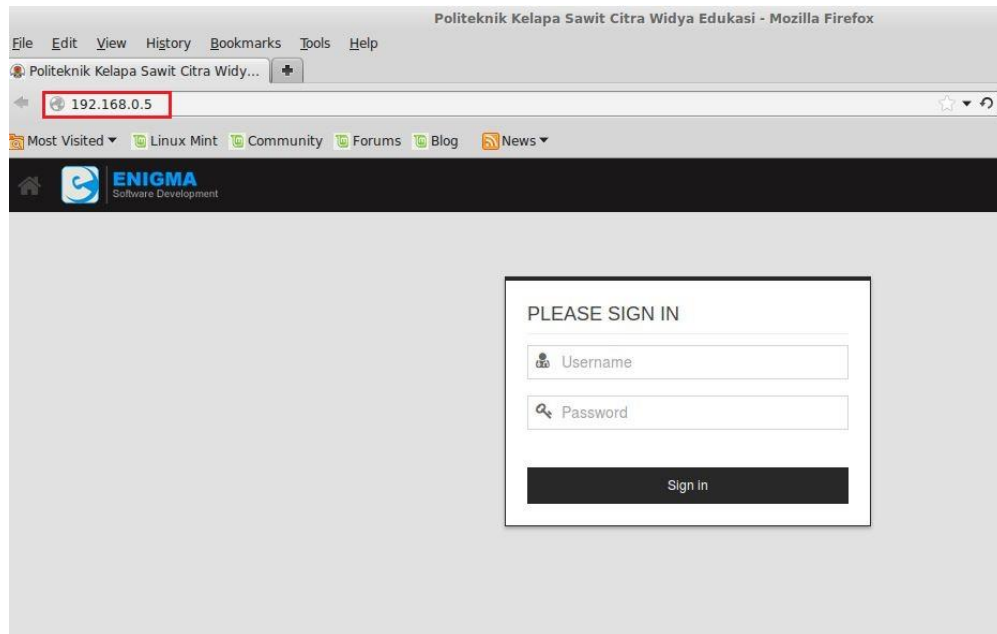 Politeknik Kelapa Sawit Citra Widya Edukasi - Mozilla Firefox
File Edit View History Bookmarks Tools Help
Politeknik Kelapa Sawit Citra Widy...
192.168.0.5
Most Visited Linux Mint Community Forums Blog News
ENIGMA
Software Development
PLEASE SIGN IN
Username
Password
Sign in